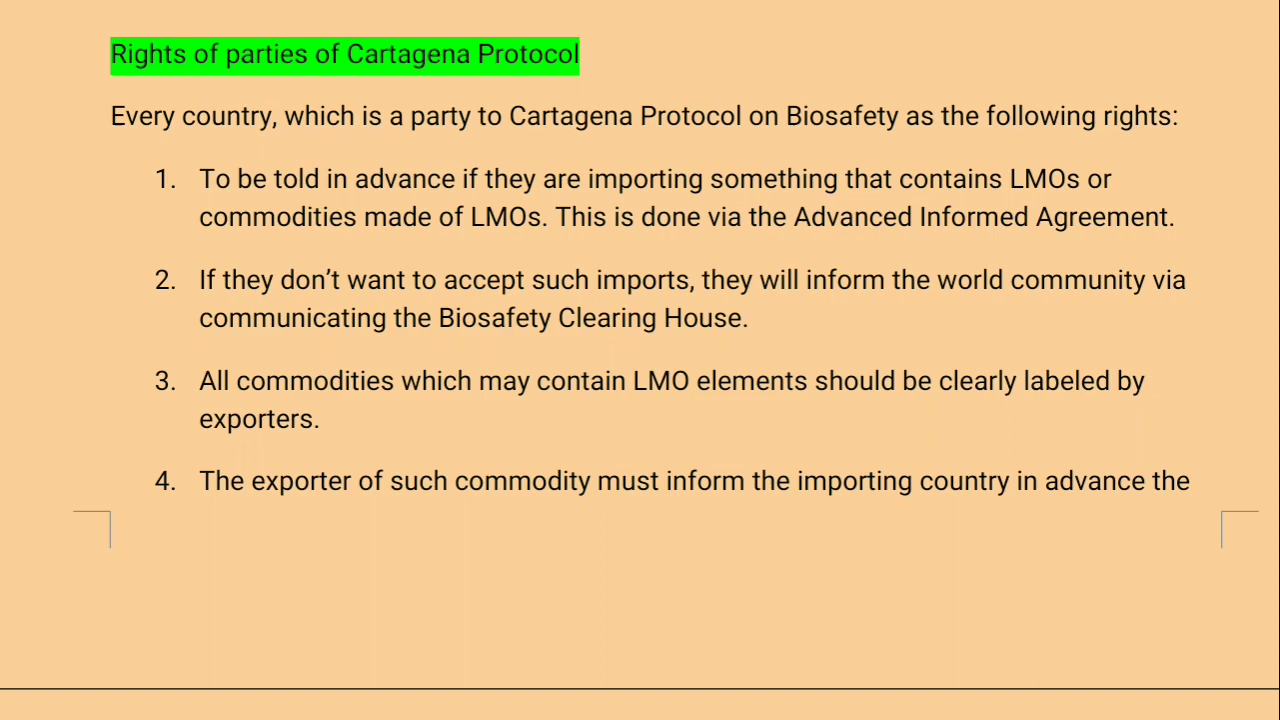 Rights of parties of Cartagena Protocol
Every country, which is a party to Cartagena Protocol on Biosafety as the following rights:
1. To be told in advance if they are importing something that contains LMOs or
commodities made of LMOs. This is done via the Advanced Informed Agreement.
2. If they don’t want to accept such imports, they will inform the world community via
communicating the Biosafety Clearing House.
3. All commodities which may contain LMO elements should be clearly labeled by
exporters.
4. The exporter of such commodity must inform the importing country in advance the